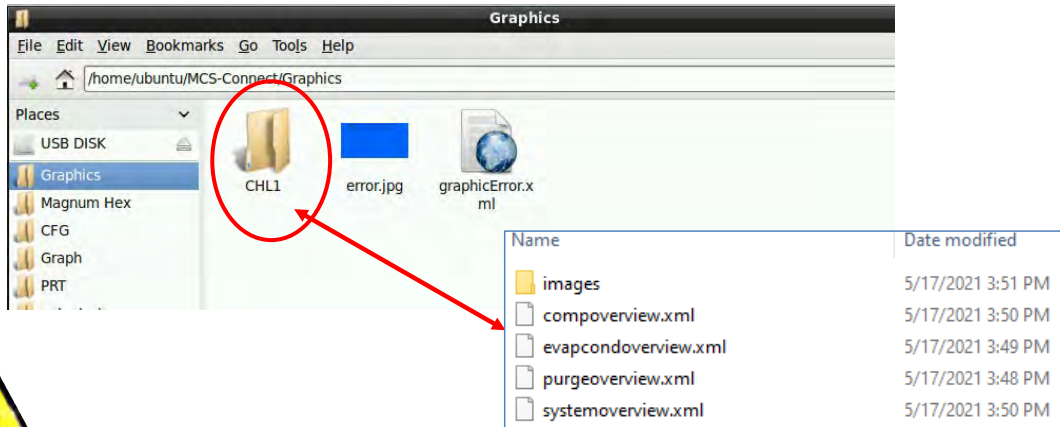 Graphics
File Edit View Bookmarks Go Tools Help
/home/ubuntu/MCS-Connect/Graphics
Places
USB DISK
Graphics
Magnum Hex
CFG
Graph
PRT
CHL1
error.jpg
graphicError.x
ml
Name Date modified
images 5/17/2021 3:51 PM
compoverview.xml 5/17/2021 3:50 PM
evapcondoverview.xml 5/17/2021 3:49 PM
purgeoverview.xml 5/17/2021 3:48 PM
systemoverview.xml 5/17/2021 3:50 PM